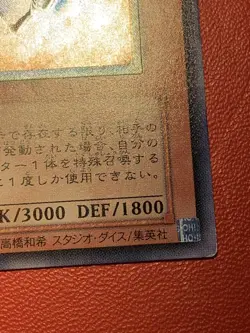 で存在する限り、相手の
発動された場合、自分の
ター1体を特殊召喚する
1度しか使用できない。
K/3000 DEF/1800
高橋和希 スタジオ・ダイス/集英社